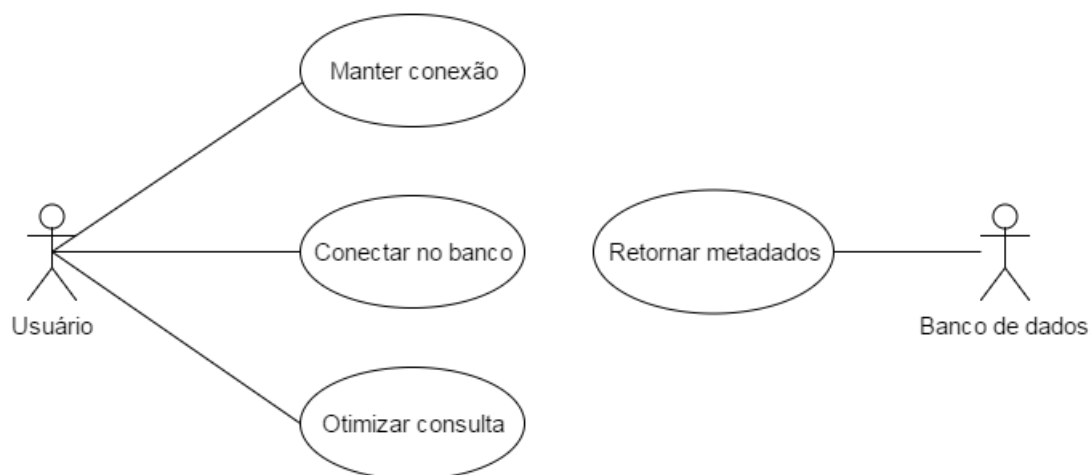 Manter conexão
Conectar no banco
Retornar metadados
Usuário
Banco de dados
Otimizar consulta